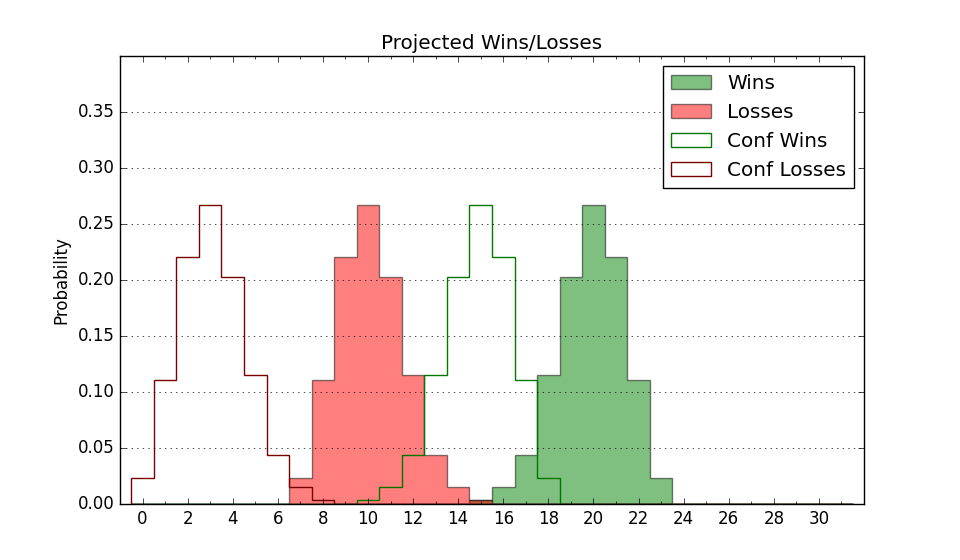 Projected Wins/Losses
Wins
Losses
Conf Wins
Conf Losses
Probability
0.35
0.30
0.25
0.20
0.15
0.10
0.05
0.00
0 2 4 6 8 10 12 14 16 18 20 22 24 26 28 30